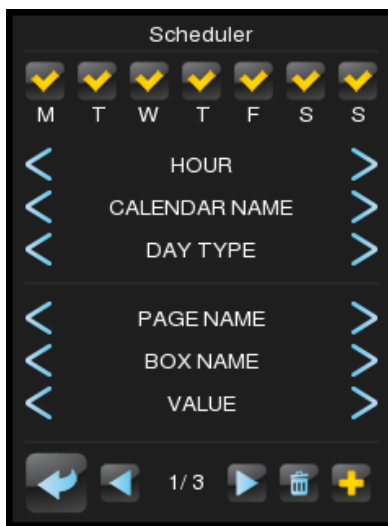 Scheduler
M T W T F S S
HOUR
CALENDAR NAME
DAY TYPE
PAGE NAME
BOX NAME
VALUE
1/ 3